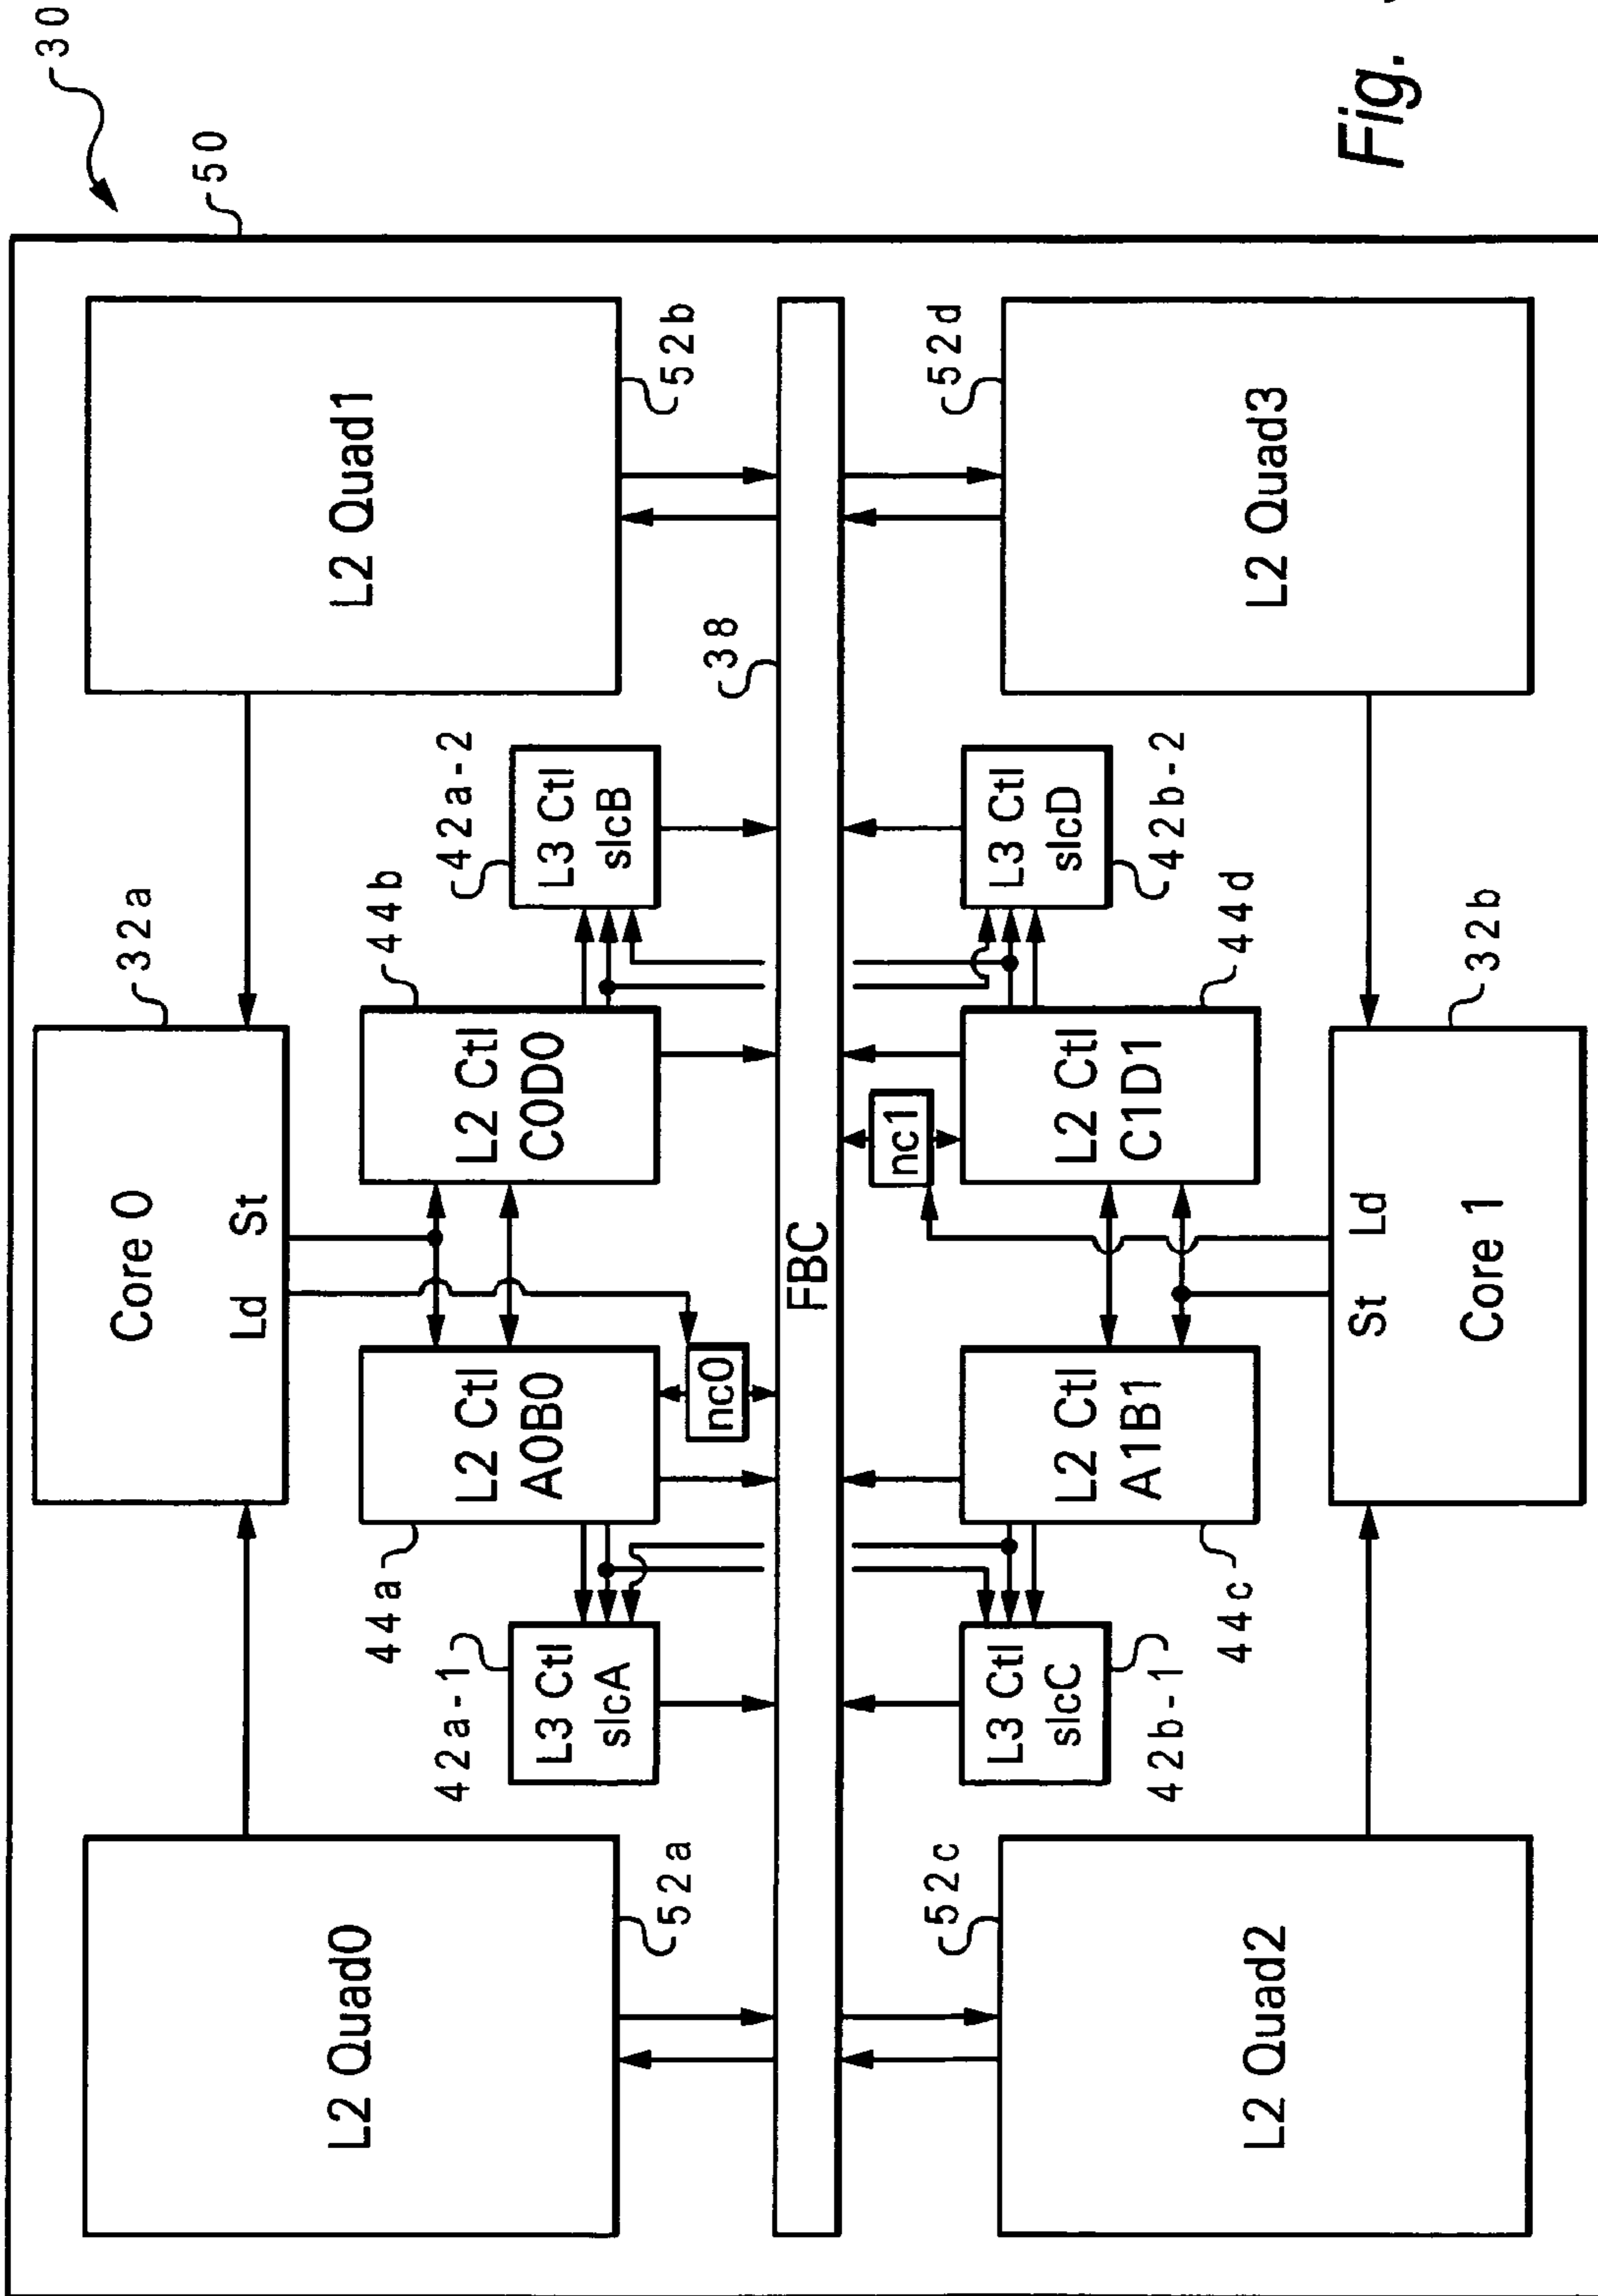 30
50
Core 0
Ld
St
32a
L2 Quad0
52a
L2 Quad1
52b
44a
L2 Ctl
A0B0
44b
L2 Ctl
C0D0
42a-1
L3 Ctl
slcA
42a-2
L3 Ctl
slcB
nc0
38
FBC
nc1
L2 Quad2
52c
L2 Quad3
52d
L3 Ctl
slcC
42b-1
L3 Ctl
slcD
42b-2
L2 Ctl
A1B1
44c
L2 Ctl
C1D1
44d
St
Ld
Core 1
32b
Fig.